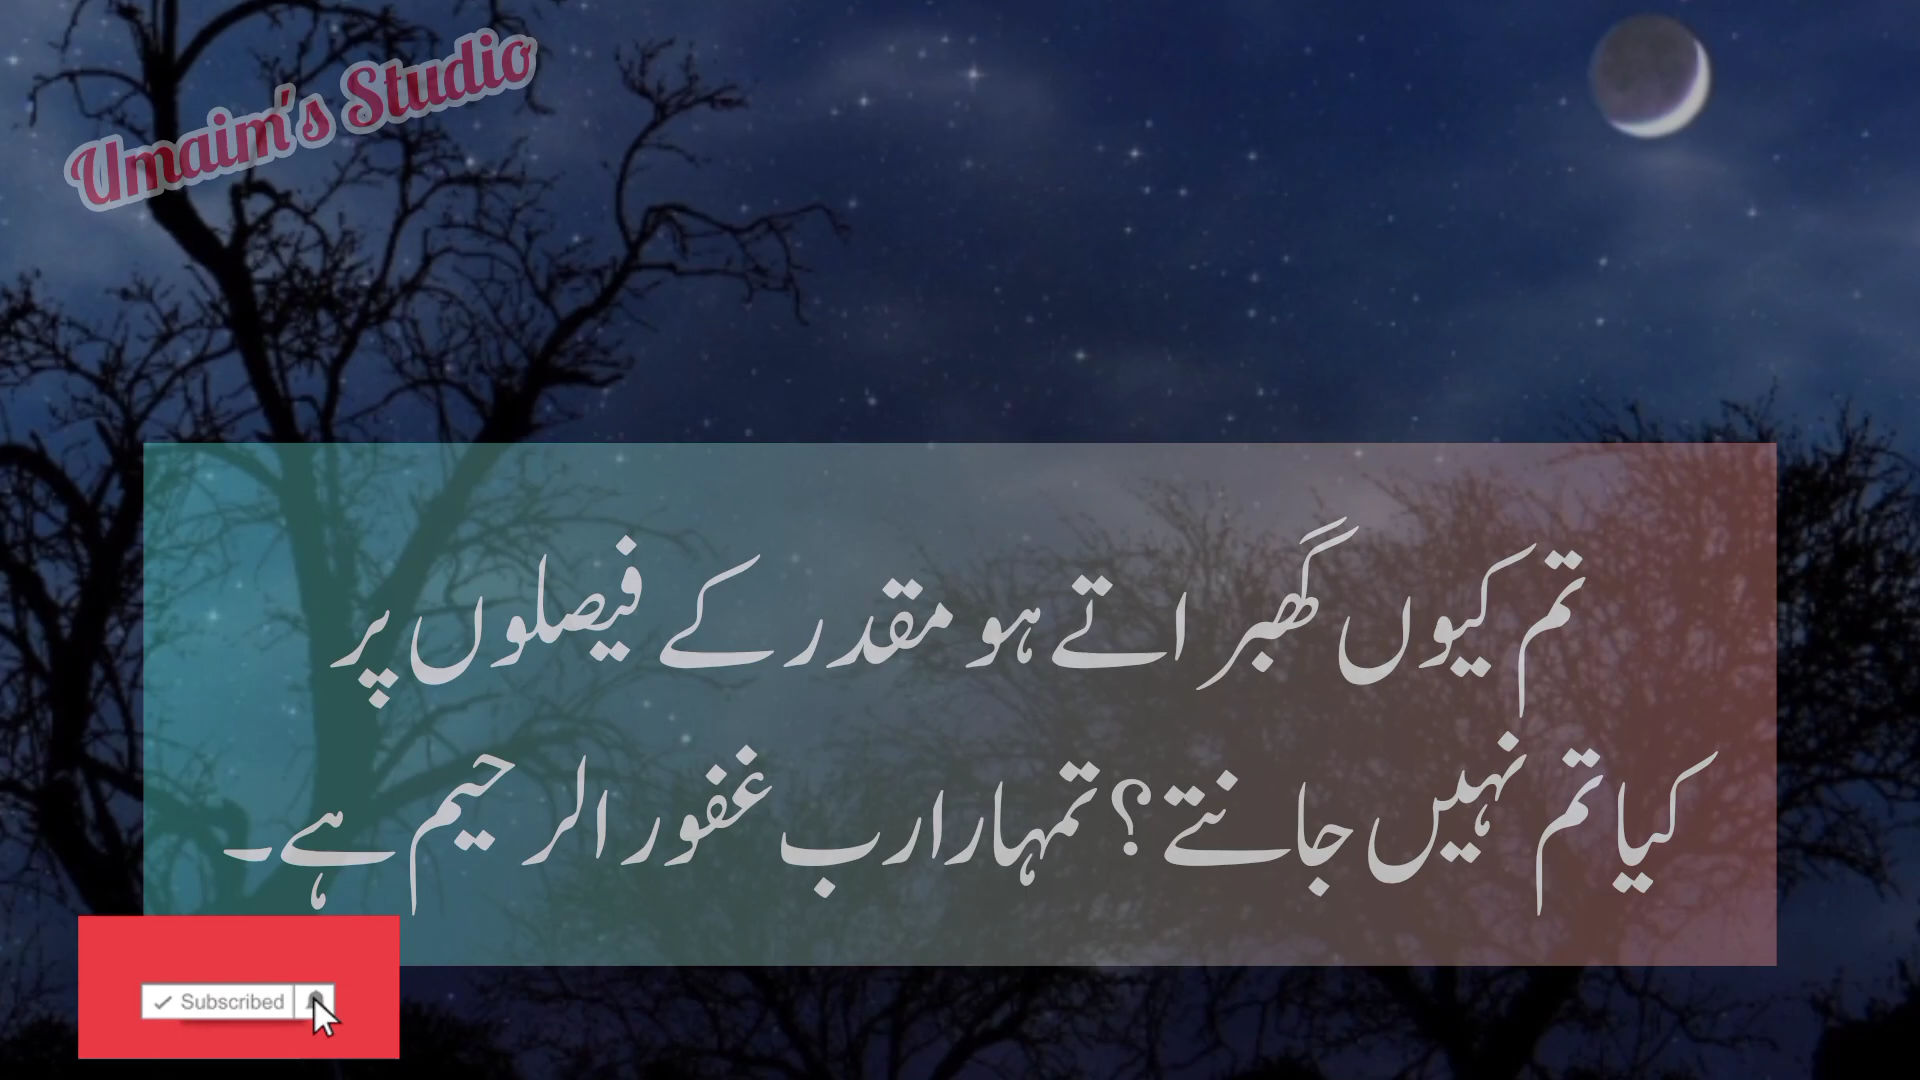 Umaim's Studio
تم کیوں گھبراتے ہو مقدر کے فیصلوں پر
کیا تم نہیں جانتے؟ تمہارا رب غفور الرحیم ہے۔
Subscribed